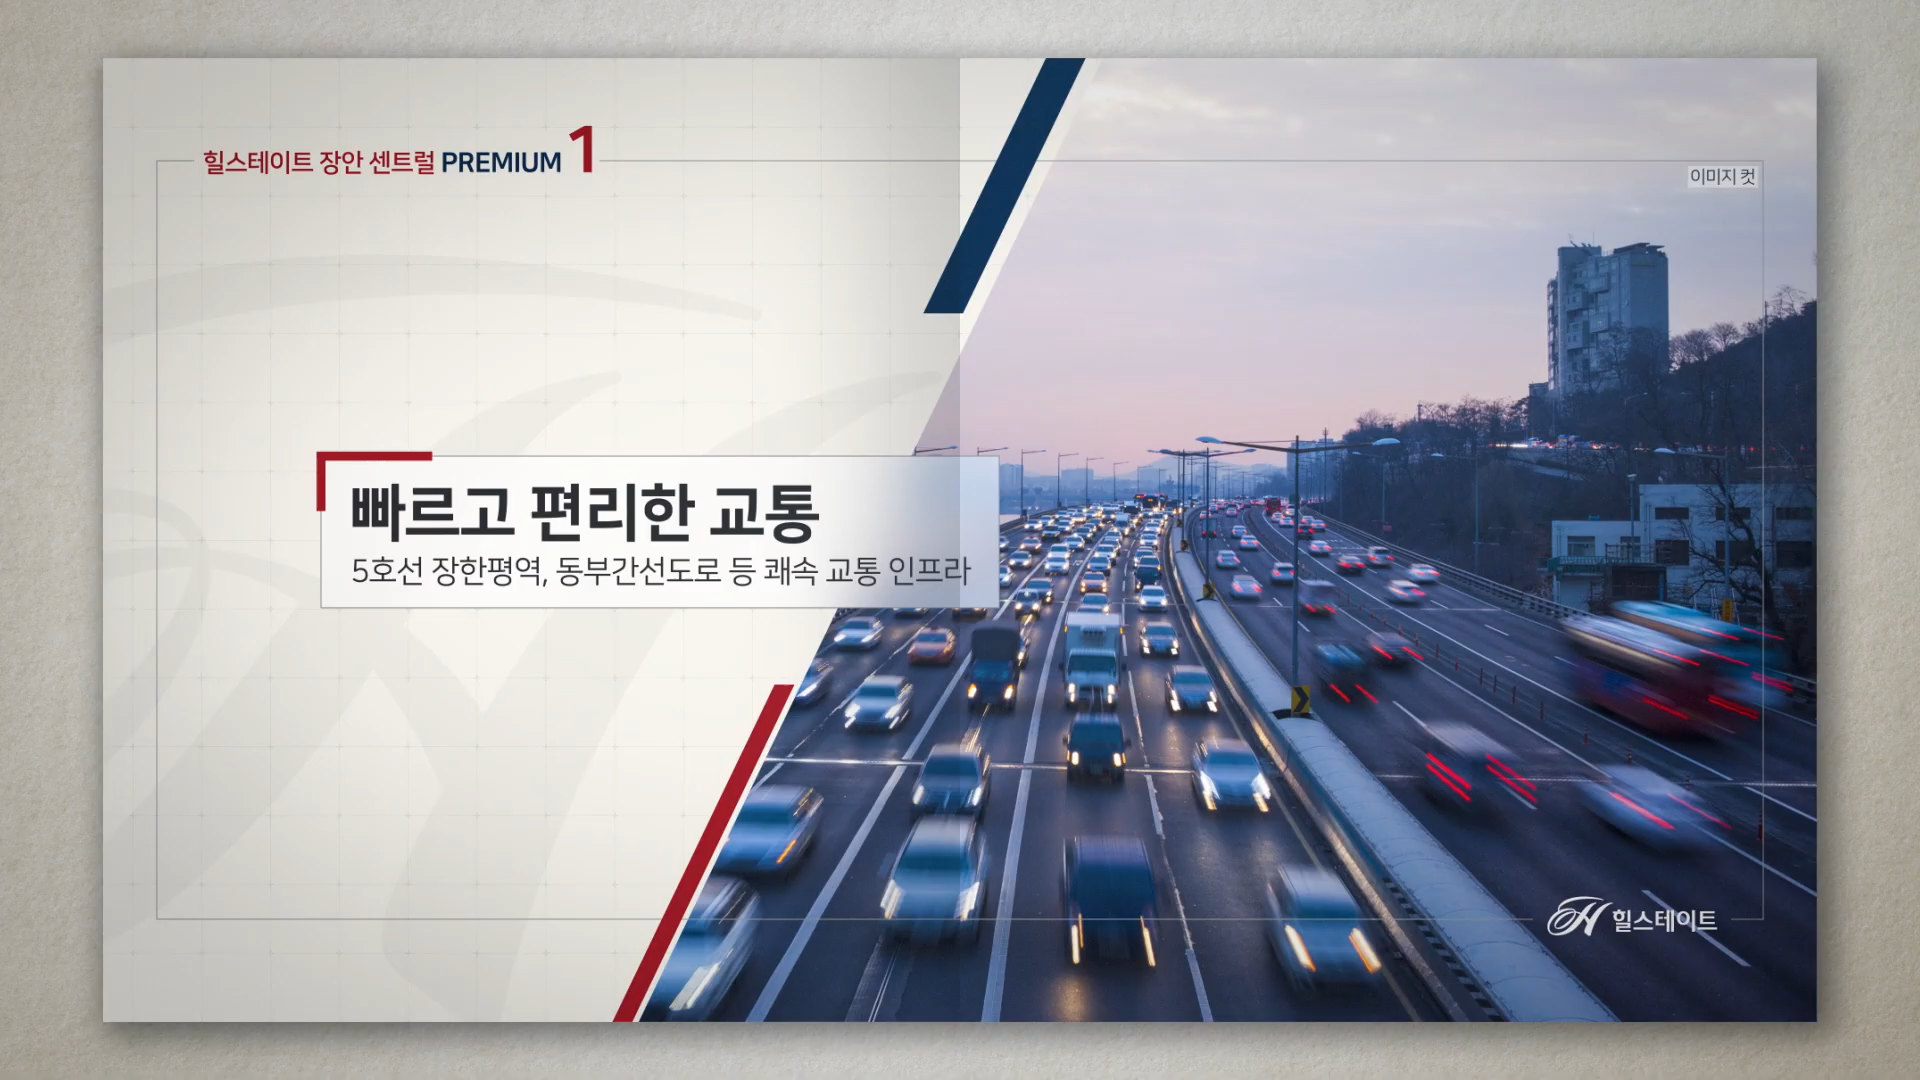 힐스테이트 장안 센트럴 PREMIUM 1
이미지 컷
빠르고 편리한 교통
5호선 장한평역, 동부간선도로 등 쾌속 교통 인프라
힐스테이트